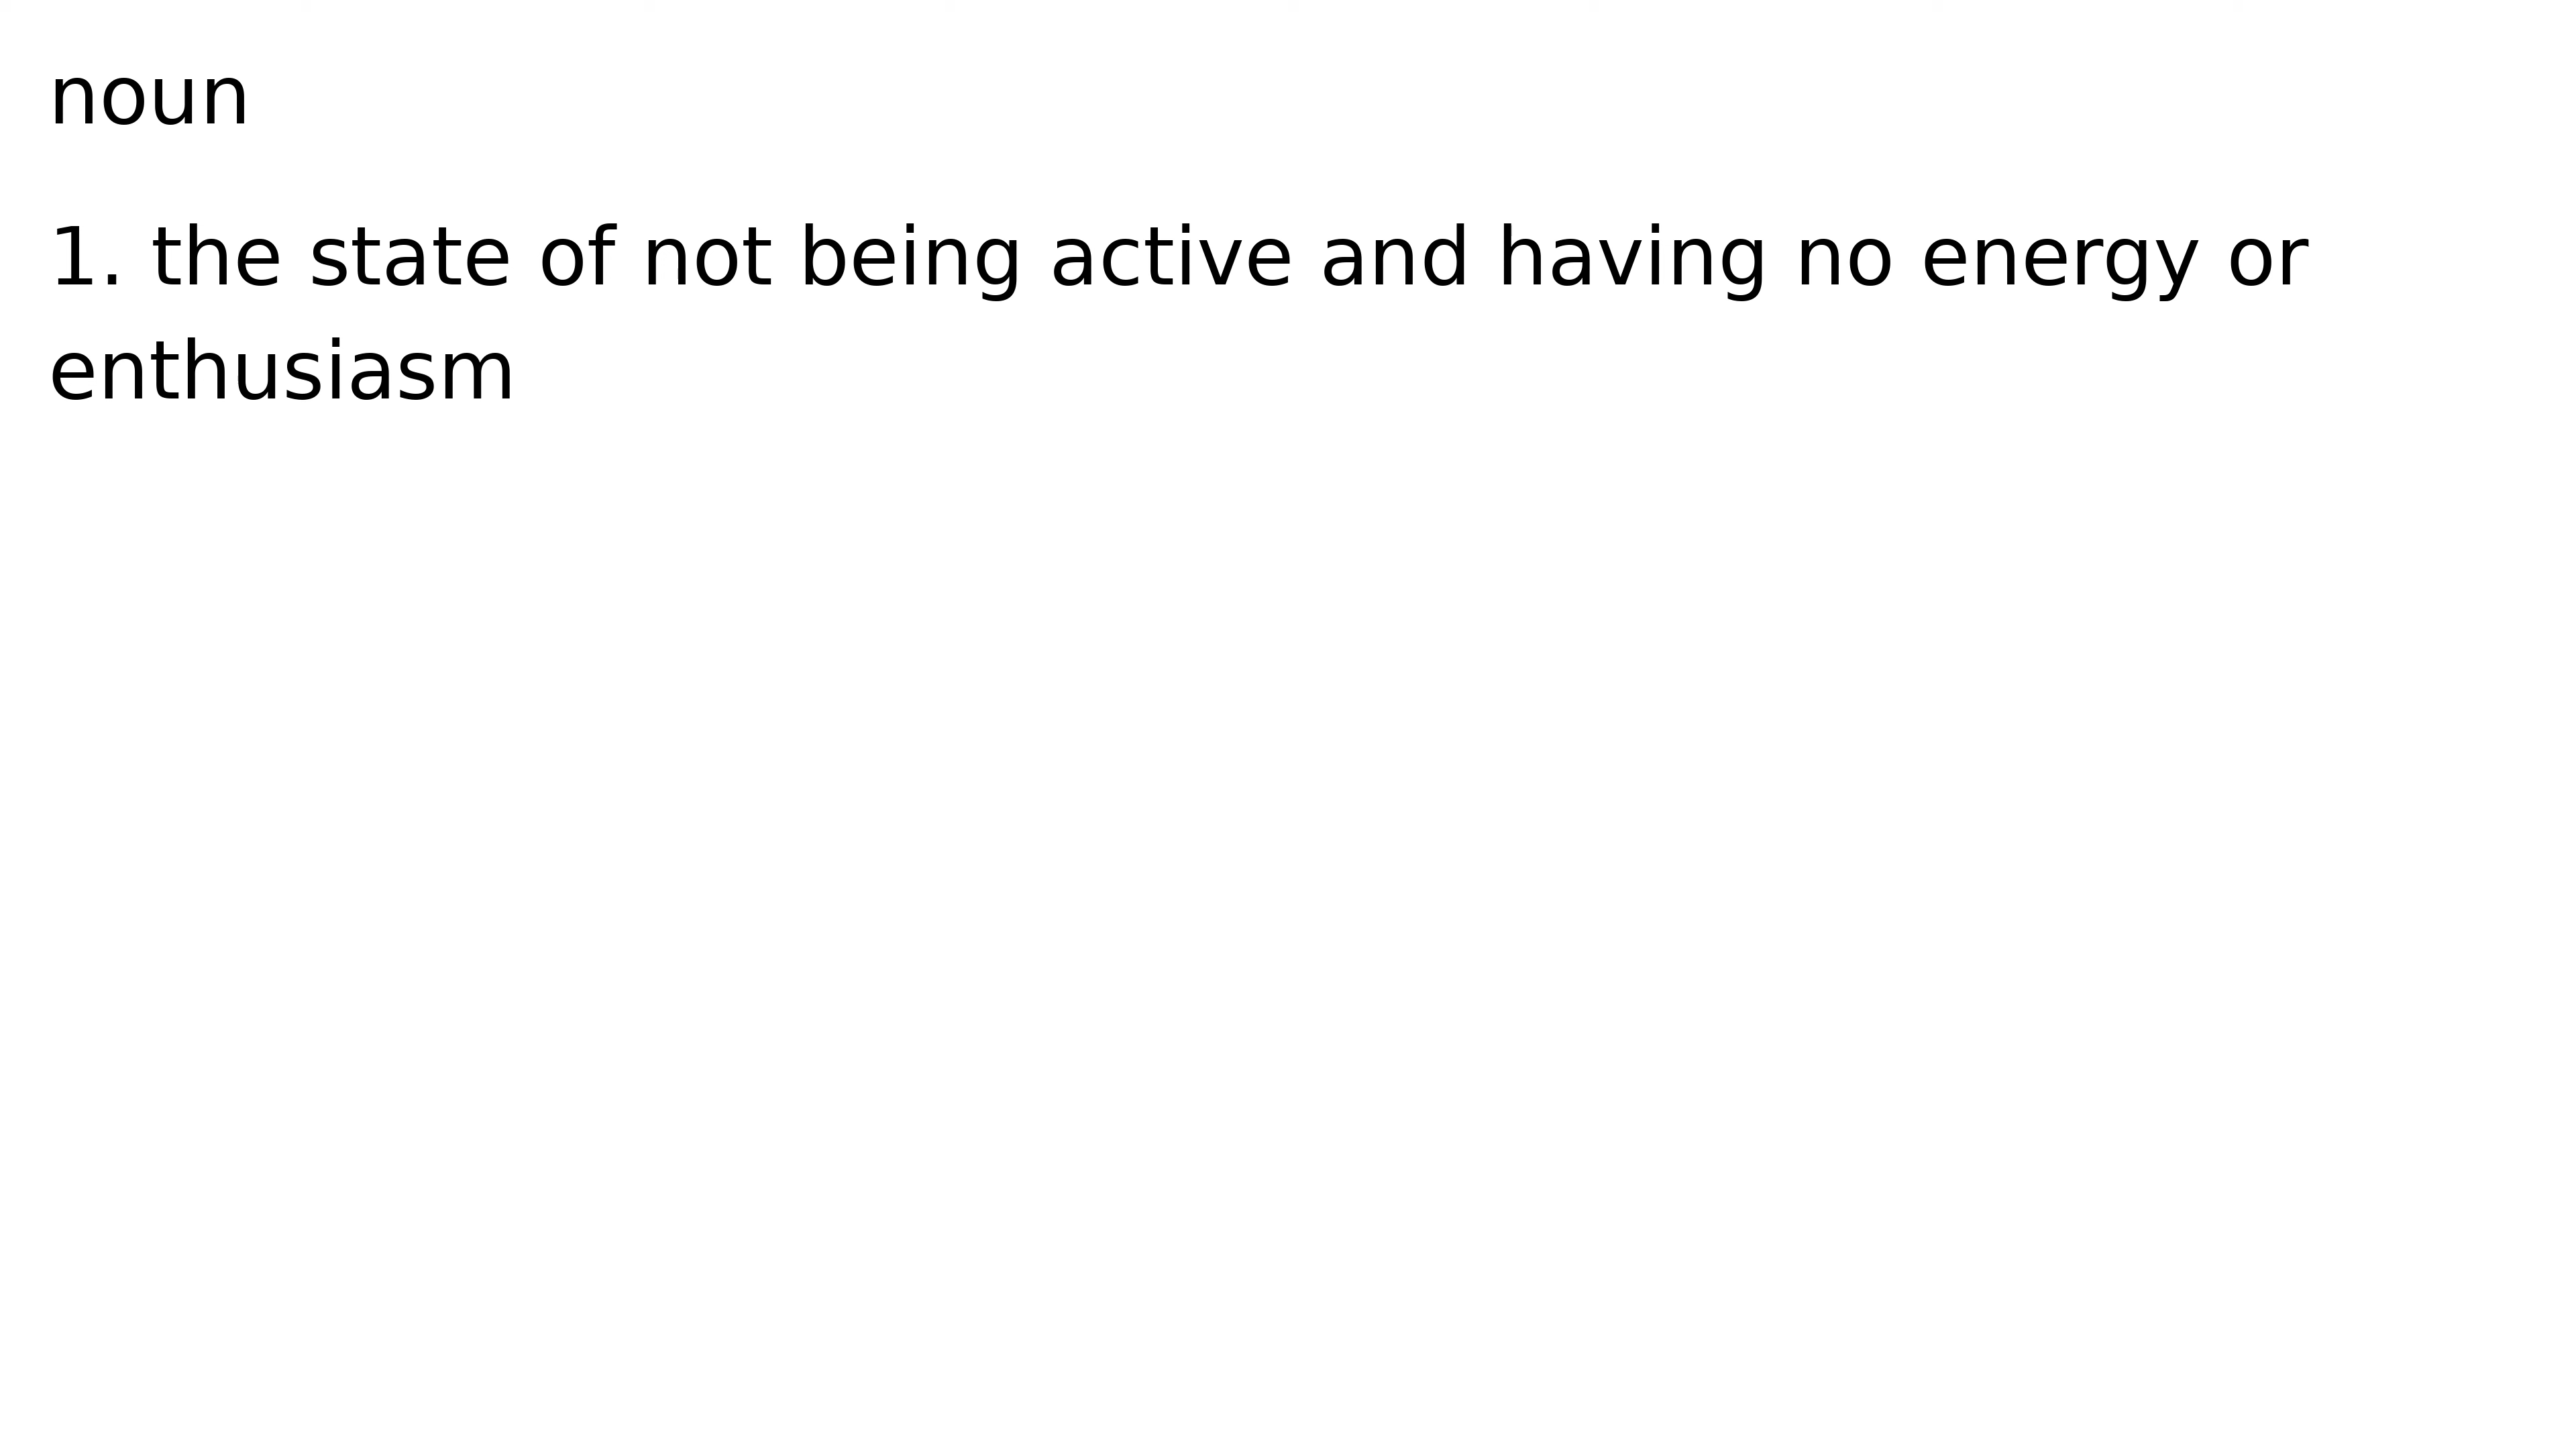 noun
1. the state of not being active and having no energy or
enthusiasm